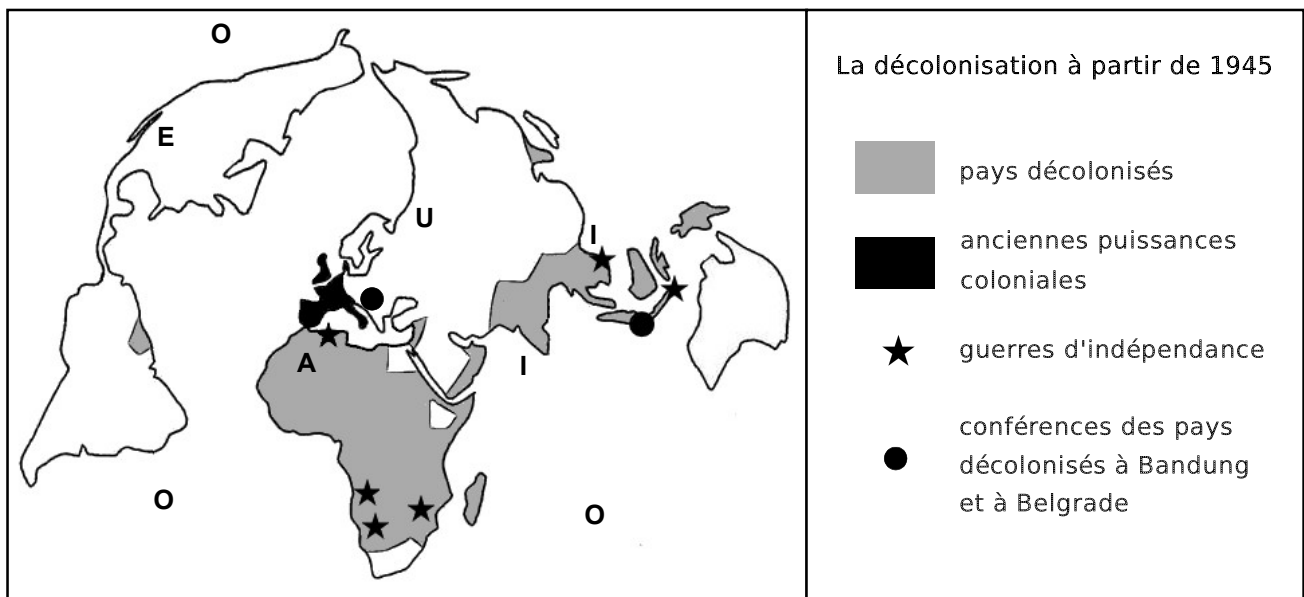 O
E
U
I
A
I
O
O
La décolonisation à partir de 1945
pays décolonisés
anciennes puissances
coloniales
guerres d'indépendance
conférences des pays
décolonisés à Bandung
et à Belgrade